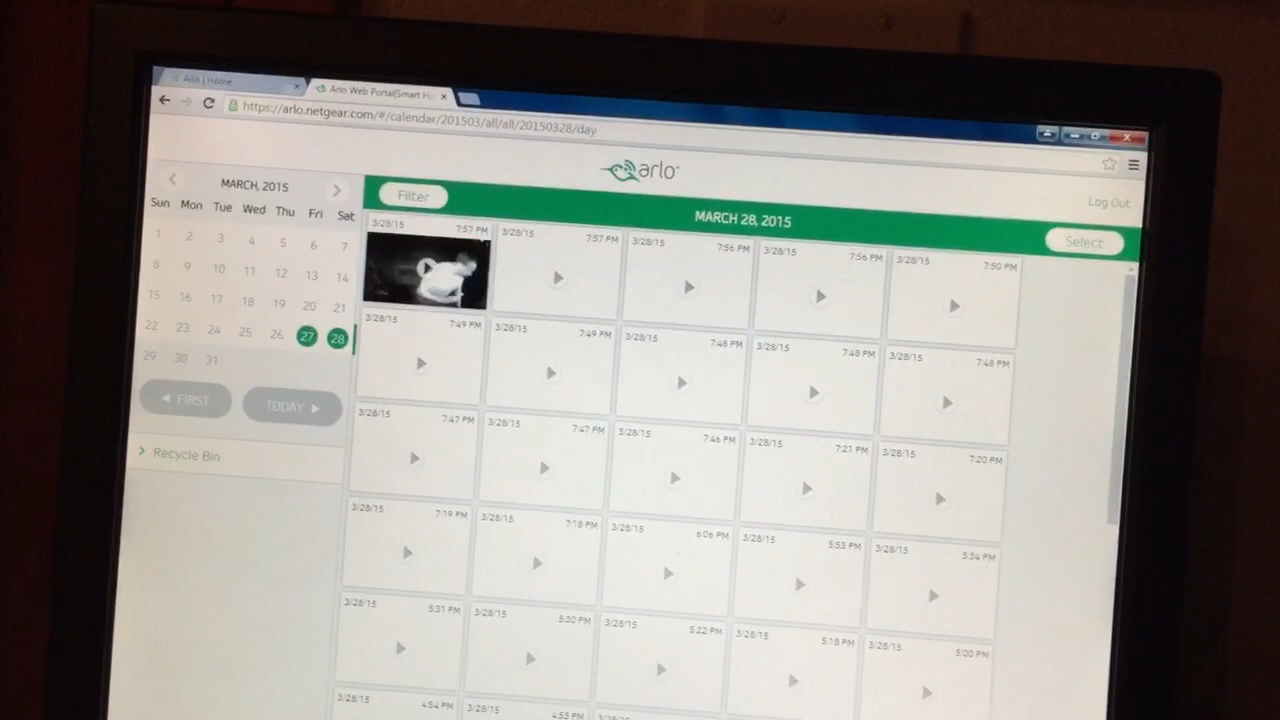 Arlo | Home
Arlo Web Portal|Smart H
https://arlo.netgear.com/#/calendar/201503/all/all/20150328/day
arlo
Log Out
MARCH, 2015
Sun Mon Tue Wed Thu Fri Sat
1 2 3 4 5 6 7
8 9 10 11 12 13 14
15 16 17 18 19 20 21
22 23 24 25 26 27 28
29 30 31
FIRST
TODAY
Recycle Bin
Filter
MARCH 28, 2015
Select
3/28/15 7:57 PM 3/28/15 7:57 PM 3/28/15 7:56 PM 3/28/15 7:56 PM 3/28/15 7:50 PM
3/28/15 7:49 PM 3/28/15 7:49 PM 3/28/15 7:48 PM 3/28/15 7:48 PM 3/28/15 7:48 PM
3/28/15 7:47 PM 3/28/15 7:47 PM 3/28/15 7:46 PM 3/28/15 7:21 PM 3/28/15 7:20 PM
3/28/15 7:19 PM 3/28/15 7:18 PM 3/28/15 6:06 PM 3/28/15 5:53 PM 3/28/15 5:34 PM
3/28/15 5:31 PM 3/28/15 5:30 PM 3/28/15 5:22 PM 3/28/15 5:18 PM 3/28/15 5:00 PM
3/28/15 4:54 PM 3/28/15 4:53 PM